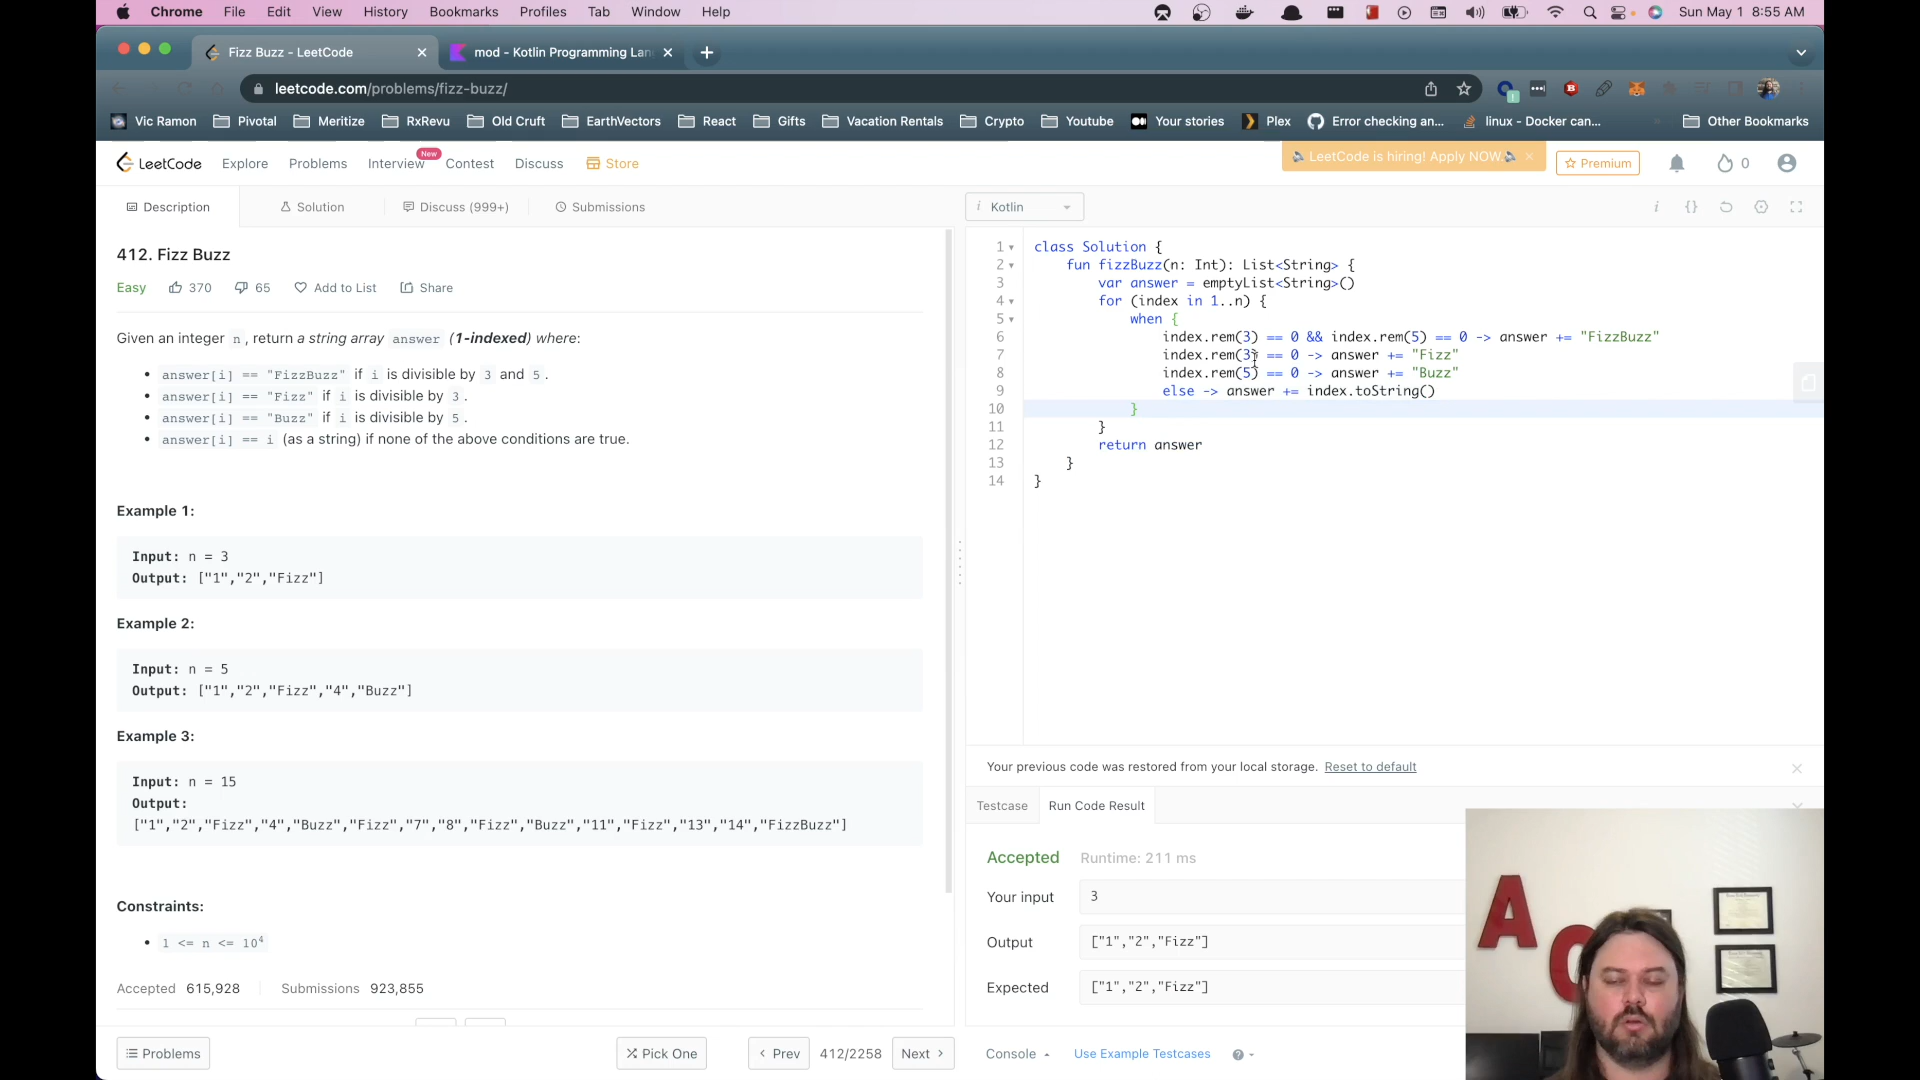 Chrome File Edit View History Bookmarks Profiles Tab Window Help Sun May 1 8:55 AM
Fizz Buzz - LeetCode mod - Kotlin Programming Lan
leetcode.com/problems/fizz-buzz/
Vic Ramon Pivotal Meritize RxRevu Old Cruft EarthVectors React Gifts Vacation Rentals Crypto Youtube Your stories Plex Error checking an... linux - Docker can... Other Bookmarks
LeetCode Explore Problems Interview New Contest Discuss Store LeetCode is hiring! Apply NOW. Premium 0
Description Solution Discuss (999+) Submissions
i Kotlin
412. Fizz Buzz
Easy 370 65 Add to List Share
Given an integer n, return a string array answer (1-indexed) where:
• answer[i] == "FizzBuzz" if i is divisible by 3 and 5.
• answer[i] == "Fizz" if i is divisible by 3.
• answer[i] == "Buzz" if i is divisible by 5.
• answer[i] == i (as a string) if none of the above conditions are true.
Example 1:
Input: n = 3
Output: ["1","2","Fizz"]
Example 2:
Input: n = 5
Output: ["1","2","Fizz","4","Buzz"]
Example 3:
Input: n = 15
Output:
["1","2","Fizz","4","Buzz","Fizz","7","8","Fizz","Buzz","11","Fizz","13","14","FizzBuzz"]
Constraints:
• 1 <= n <= 10⁴
Accepted 615,928 Submissions 923,855
Problems Pick One Prev 412/2258 Next
1 class Solution {
2 fun fizzBuzz(n: Int): List<String> {
3 var answer = emptyList<String>()
4 for (index in 1..n) {
5 when {
6 index.rem(3) == 0 && index.rem(5) == 0 -> answer += "FizzBuzz"
7 index.rem(3) == 0 -> answer += "Fizz"
8 index.rem(5) == 0 -> answer += "Buzz"
9 else -> answer += index.toString()
10 }
11 }
12 return answer
13 }
14 }
Your previous code was restored from your local storage. Reset to default
Testcase Run Code Result
Accepted Runtime: 211 ms
Your input 3
Output ["1","2","Fizz"]
Expected ["1","2","Fizz"]
Console Use Example Testcases
A